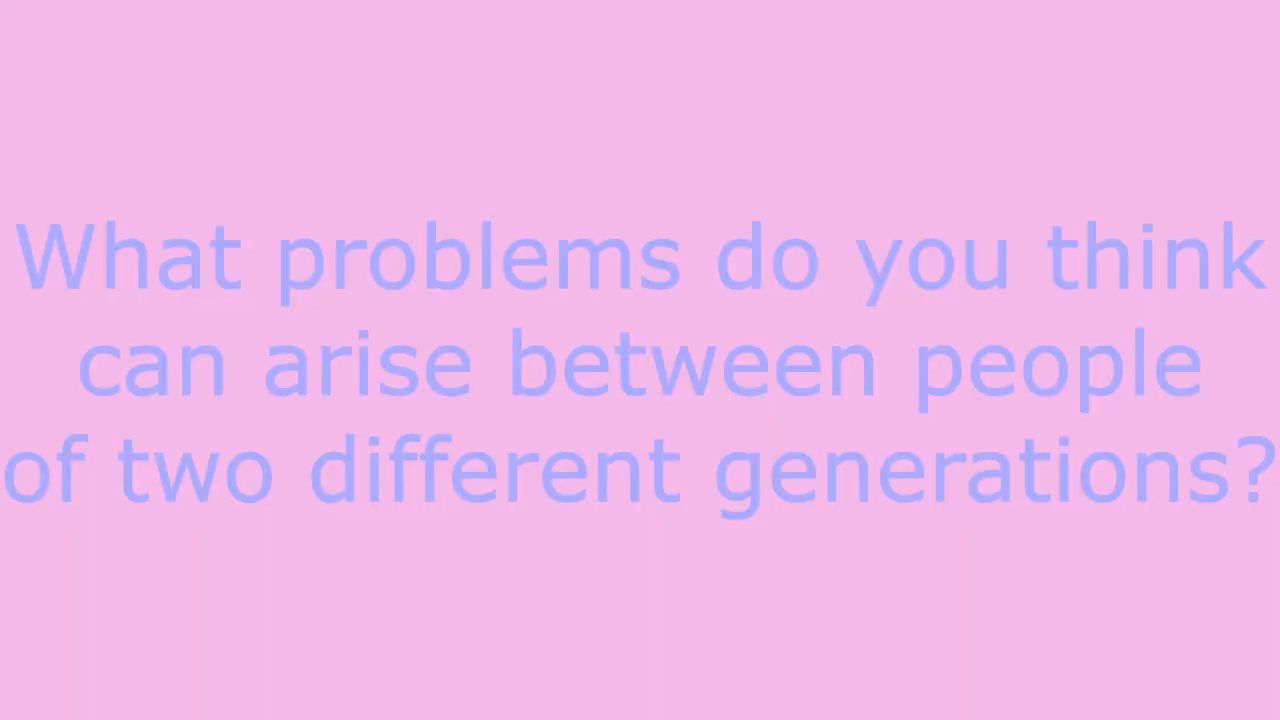 What problems do you think
can arise between people
of two different generations?